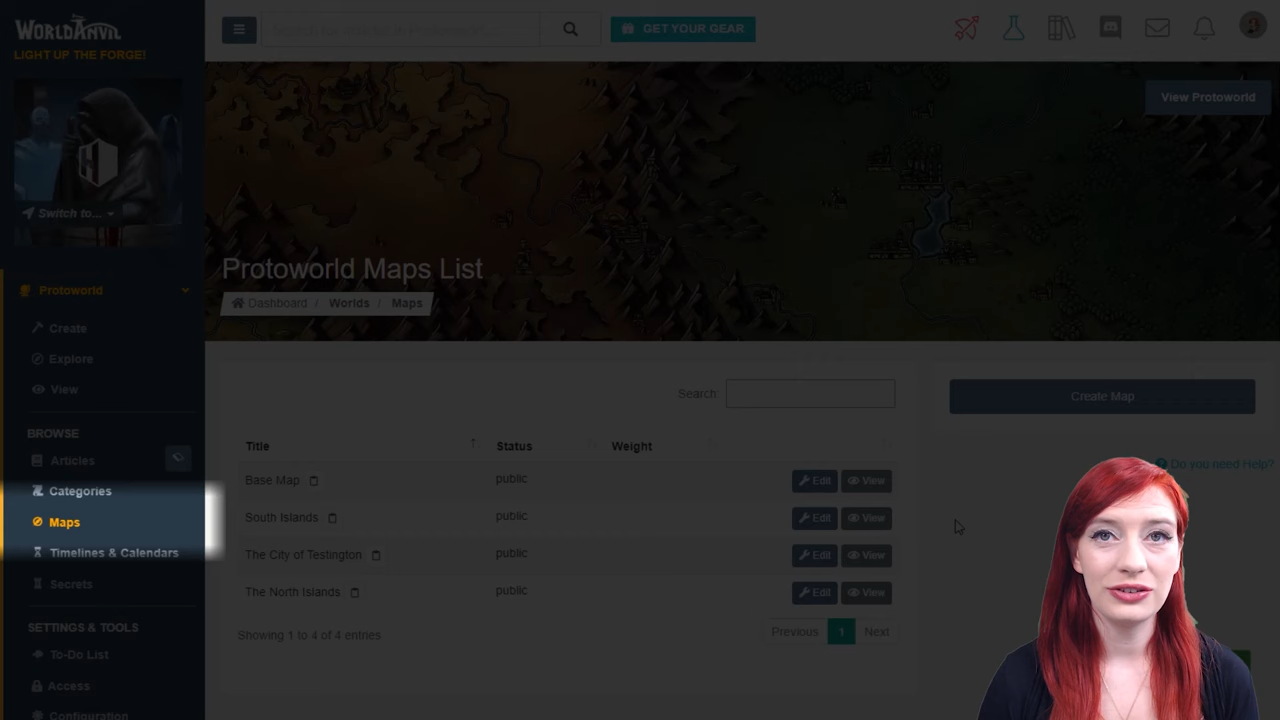 WORLDANVIL
LIGHT UP THE FORGE!
GET YOUR GEAR
View Protoworld
Switch to...
Protoworld Maps List
Dashboard / Worlds / Maps
Protoworld
Create
Explore
View
BROWSE
Articles
Categories
Maps
Timelines & Calendars
Secrets
SETTINGS & TOOLS
To-Do List
Access
Configuration
Search:
Create Map
Title Status Weight
Do you need Help?
Base Map public Edit View
South Islands public Edit View
The City of Testington public Edit View
The North Islands public Edit View
Showing 1 to 4 of 4 entries
Previous 1 Next